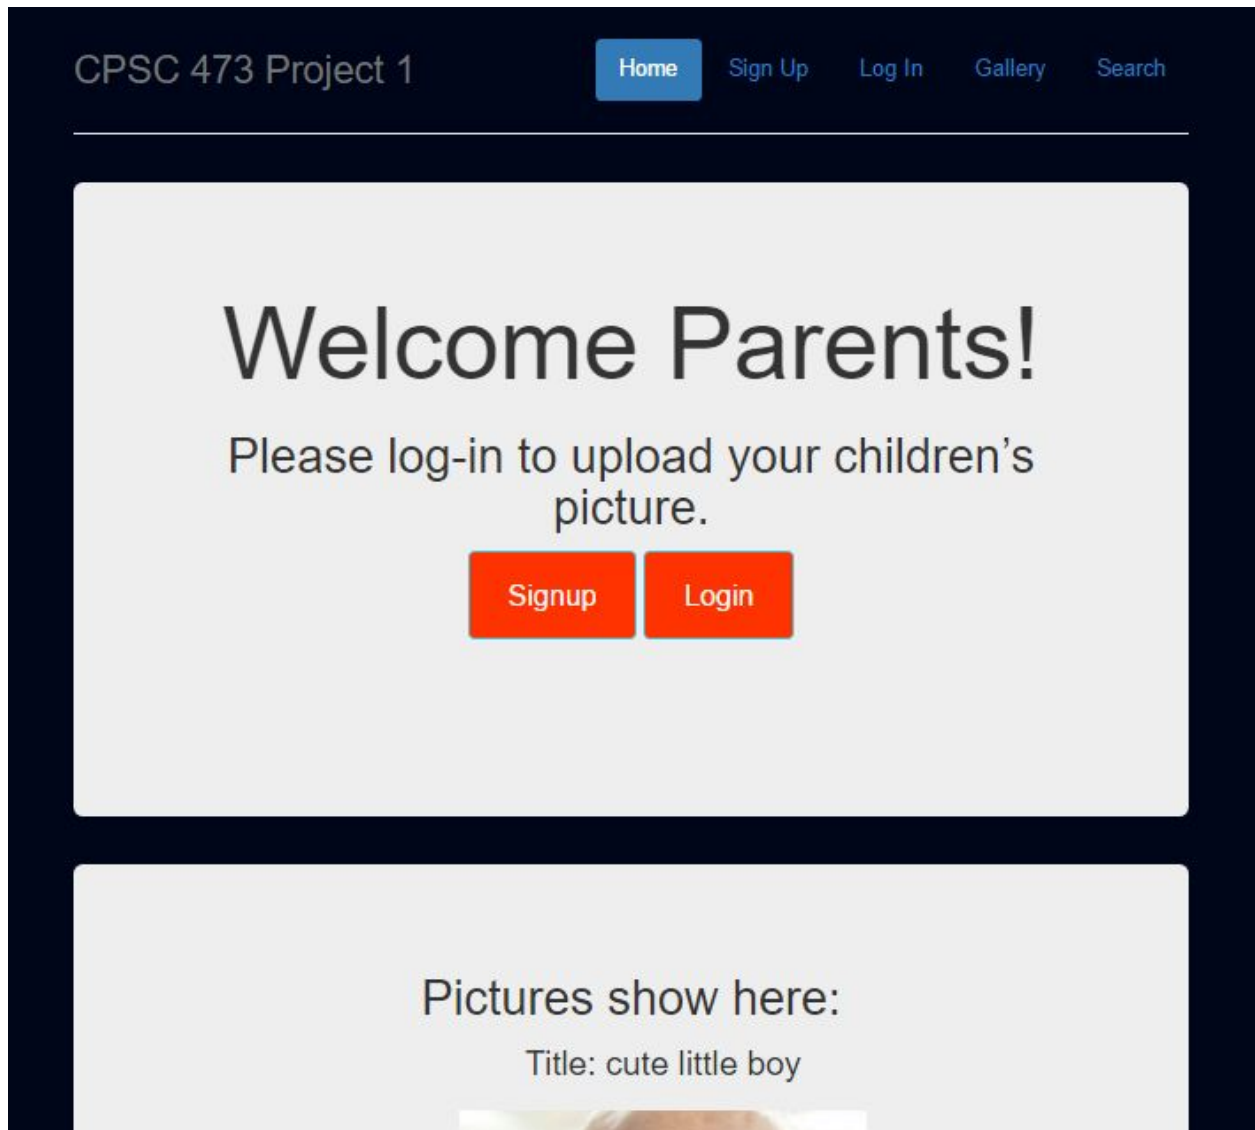 CPSC 473 Project 1
Home Sign Up Log In Gallery Search
Welcome Parents!
Please log-in to upload your children’s
picture.
Signup Login
Pictures show here:
Title: cute little boy